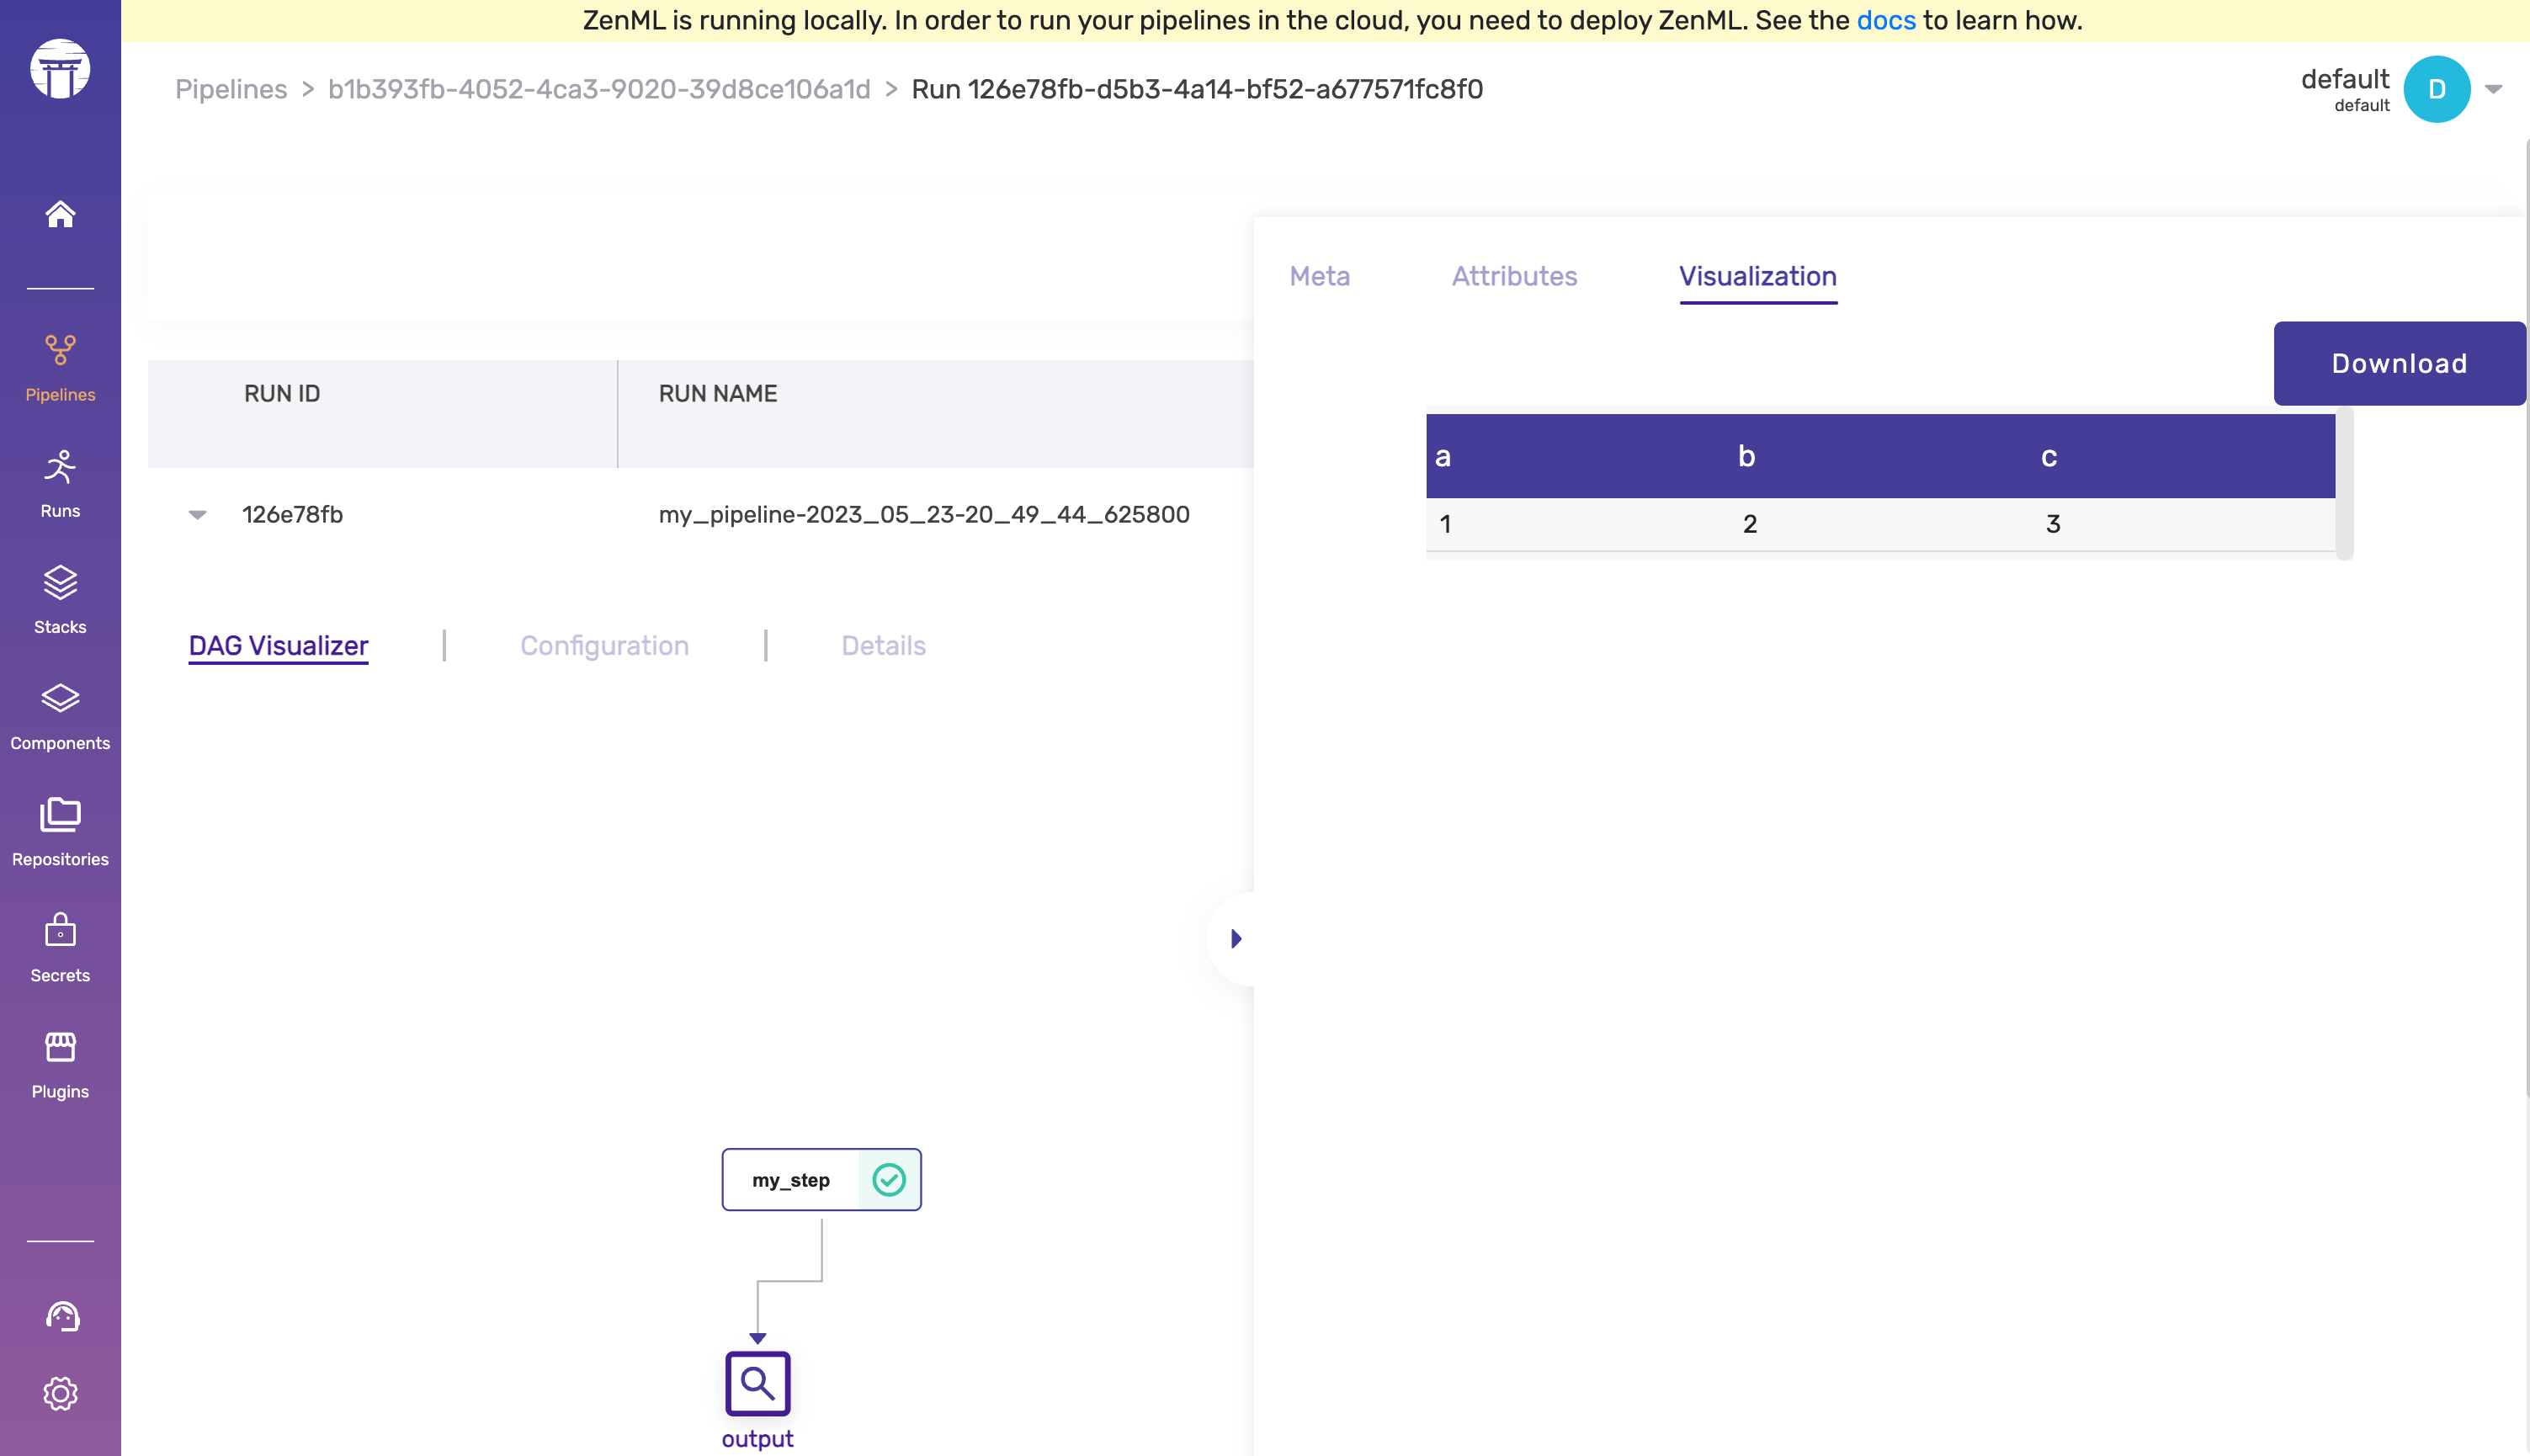 ZenML is running locally. In order to run your pipelines in the cloud, you need to deploy ZenML. See the docs to learn how.
Pipelines > b1b393fb-4052-4ca3-9020-39d8ce106a1d > Run 126e78fb-d5b3-4a14-bf52-a677571fc8f0
default
default
D
Pipelines
Runs
Stacks
Components
Repositories
Secrets
Plugins
RUN ID RUN NAME
126e78fb my_pipeline-2023_05_23-20_49_44_625800
DAG Visualizer | Configuration | Details
my_step
output
Meta Attributes Visualization
Download
a b c
1 2 3